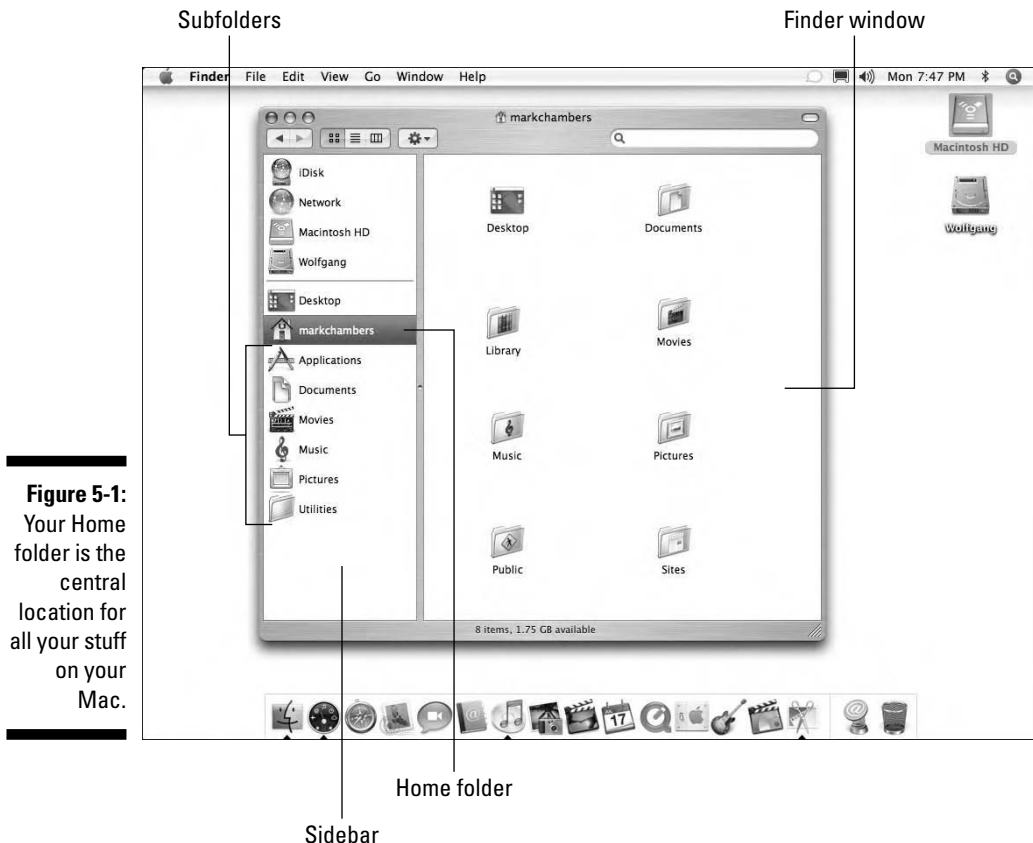 Subfolders
Finder window
Finder File Edit View Go Window Help
Mon 7:47 PM
markchambers
Macintosh HD
Wolfgang
iDisk
Network
Macintosh HD
Wolfgang
Desktop
markchambers
Applications
Documents
Movies
Music
Pictures
Utilities
Desktop
Documents
Library
Movies
Music
Pictures
Public
Sites
8 items, 1.75 GB available
17
Figure 5-1:
Your Home
folder is the
central
location for
all your stuff
on your
Mac.
Home folder
Sidebar